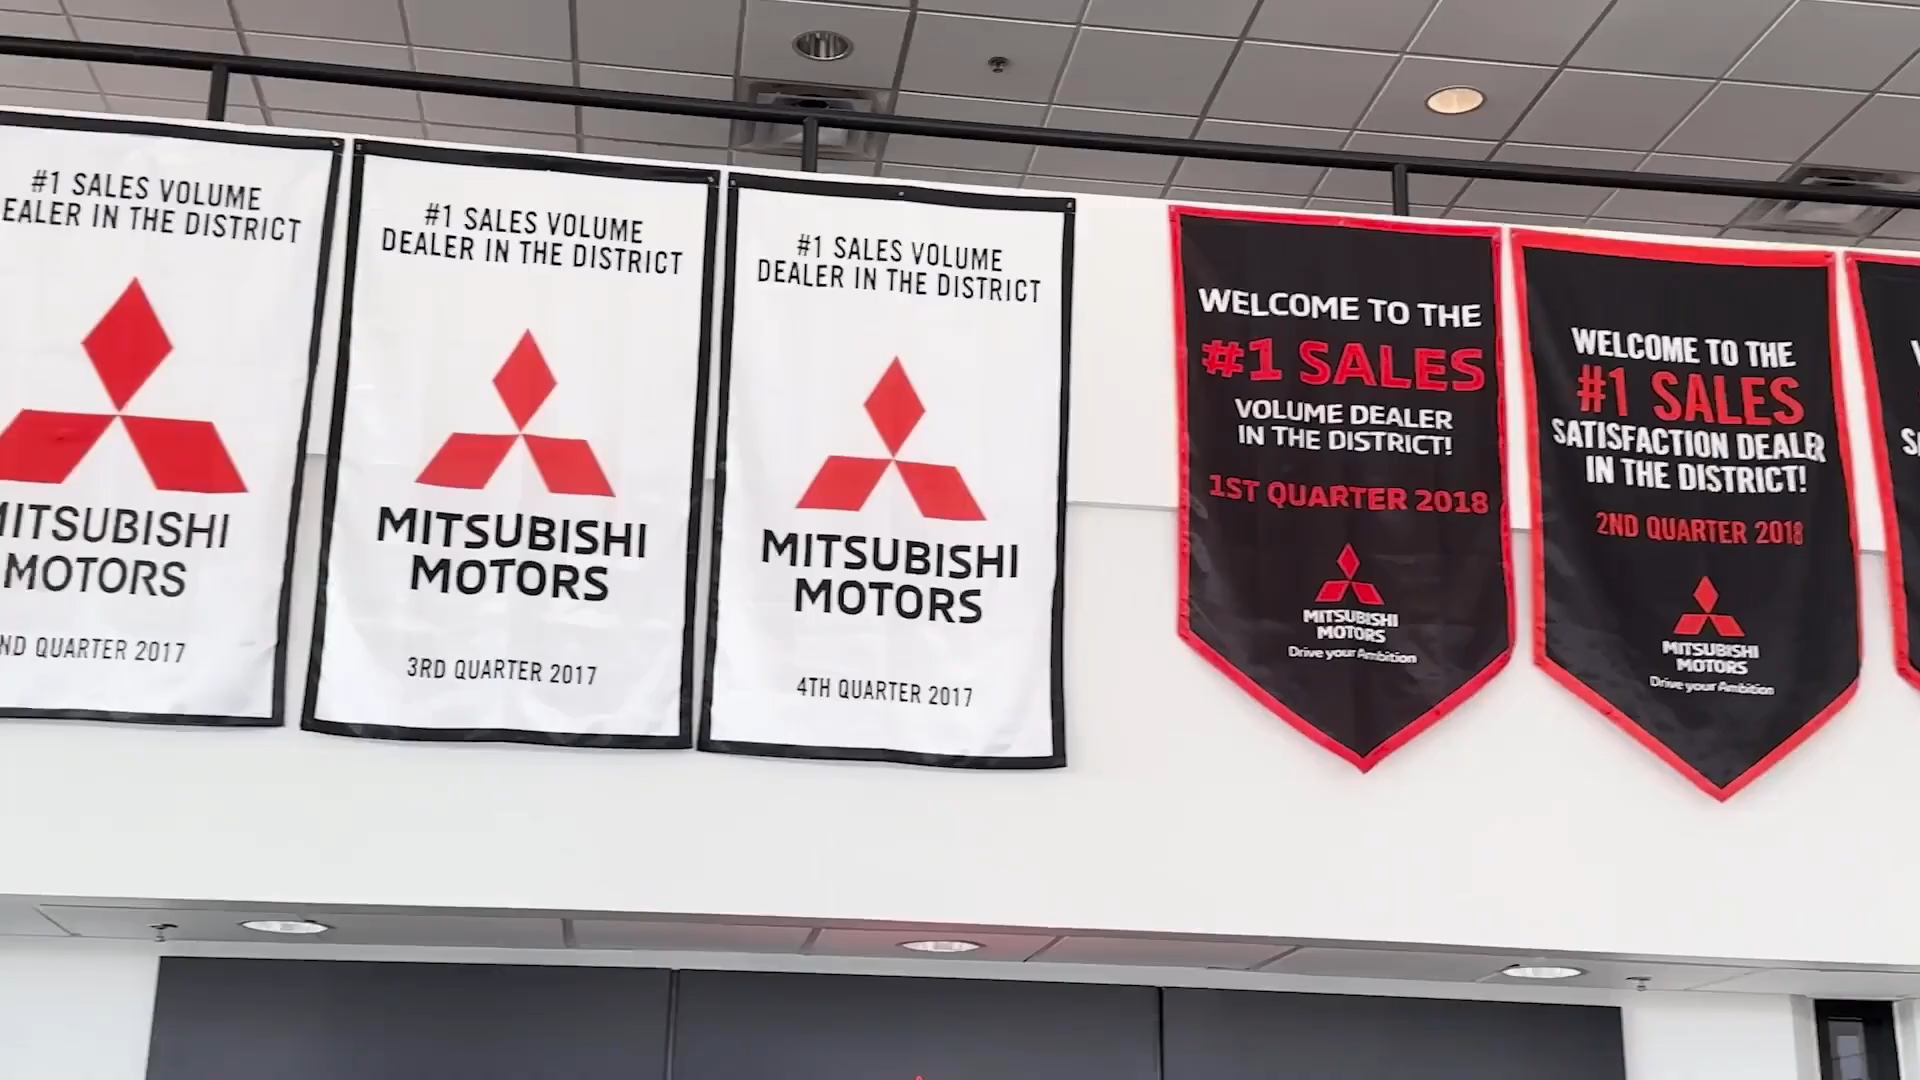 #1 SALES VOLUME
IN THE DISTRICT
MITSUBISHI
MOTORS
QUARTER 2017
#1 SALES VOLUME
DEALER IN THE DISTRICT
MITSUBISHI
MOTORS
3RD QUARTER 2017
#1 SALES VOLUME
DEALER IN THE DISTRICT
MITSUBISHI
MOTORS
4TH QUARTER 2017
WELCOME TO THE
#1 SALES
VOLUME DEALER
IN THE DISTRICT!
1ST QUARTER 2018
MITSUBISHI
MOTORS
Drive your Ambition
WELCOME TO THE
#1 SALES
SATISFACTION DEALER
IN THE DISTRICT!
2ND QUARTER 2018
MITSUBISHI
MOTORS
Drive your Ambition